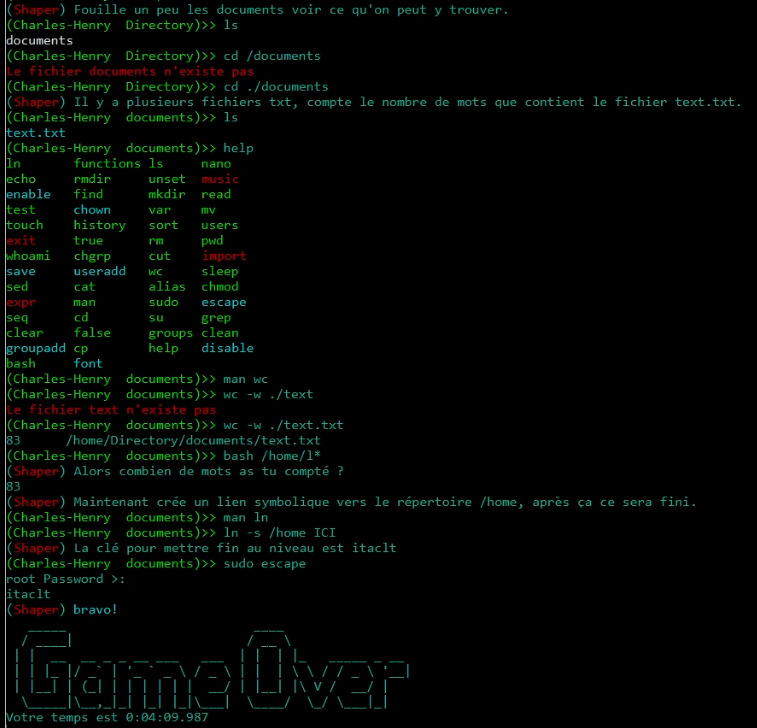 (Shaper) Fouille un peu les documents voir ce qu'on peut y trouver.
(Charles-Henry  Directory)>> ls
documents
(Charles-Henry  Directory)>> cd /documents
Le fichier documents n'existe pas
(Charles-Henry  Directory)>> cd ./documents
(Shaper) Il y a plusieurs fichiers txt, compte le nombre de mots que contient le fichier text.txt.
(Charles-Henry  documents)>> ls
text.txt
(Charles-Henry  documents)>> help
ln       functions ls     nano
echo     rmdir     unset  music
enable   find      mkdir  read
test     chown     var    mv
touch    history   sort   users
exit     true      rm     pwd
whoami   chgrp     cut    import
save     useradd   wc     sleep
sed      cat       alias  chmod
expr     man       sudo   escape
seq      cd        su     grep
clear    false     groups clean
groupadd cp        help   disable
bash     font
(Charles-Henry  documents)>> man wc
(Charles-Henry  documents)>> wc -w ./text
Le fichier text n'existe pas
(Charles-Henry  documents)>> wc -w ./text.txt
83      /home/Directory/documents/text.txt
(Charles-Henry  documents)>> bash /home/l*
(Shaper) Alors combien de mots as tu compté ?
83
(Shaper) Maintenant crée un lien symbolique vers le répertoire /home, après ça ce sera fini.
(Charles-Henry  documents)>> man ln
(Charles-Henry  documents)>> ln -s /home ICI
(Shaper) La clé pour mettre fin au niveau est itaclt
(Charles-Henry  documents)>> sudo escape
root Password >:
itaclt
(Shaper) bravo!
Game Over
Votre temps est 0:04:09.987